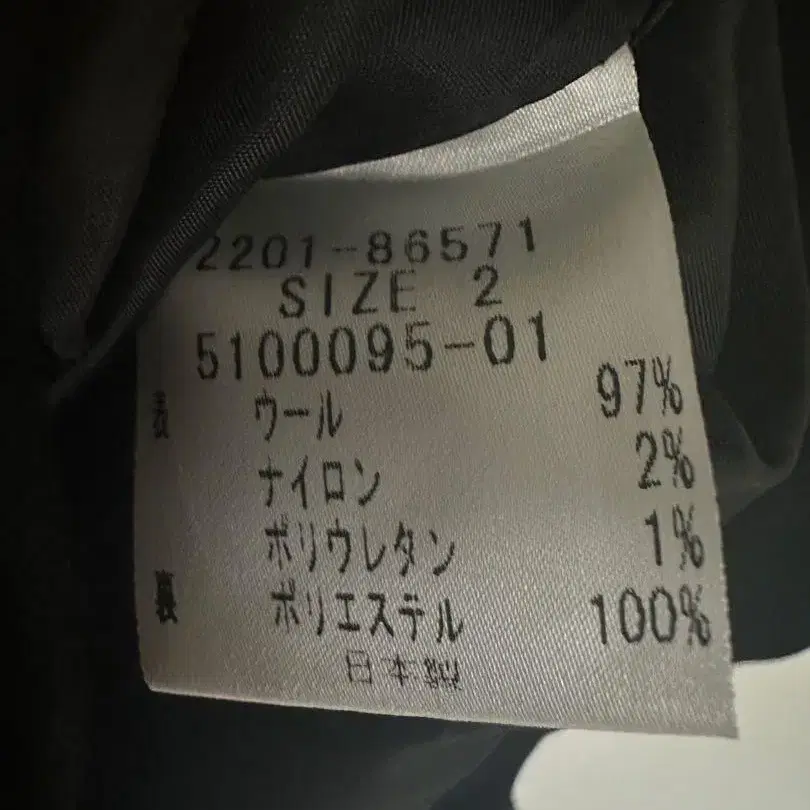 2201-86571
SIZE 2
5100095-01
表 ウール 97%
ナイロン 2%
ポリウレタン 1%
裏 ポリエステル 100%
日本製